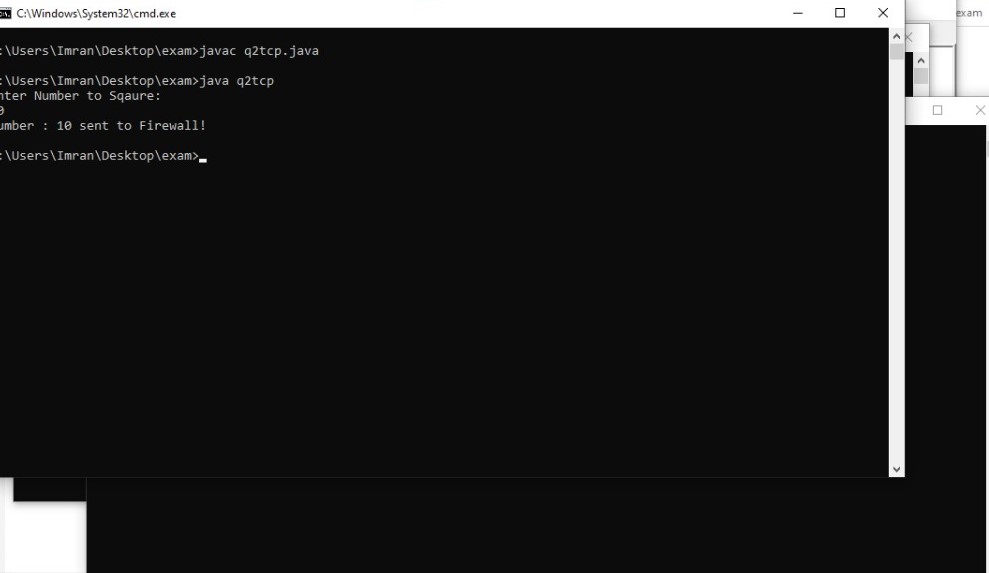 C:\Windows\System32\cmd.exe
exam
:\Users\Imran\Desktop\exam>javac q2tcp.java
:\Users\Imran\Desktop\exam>java q2tcp
nter Number to Sqaure:
0
umber : 10 sent to Firewall!
:\Users\Imran\Desktop\exam>